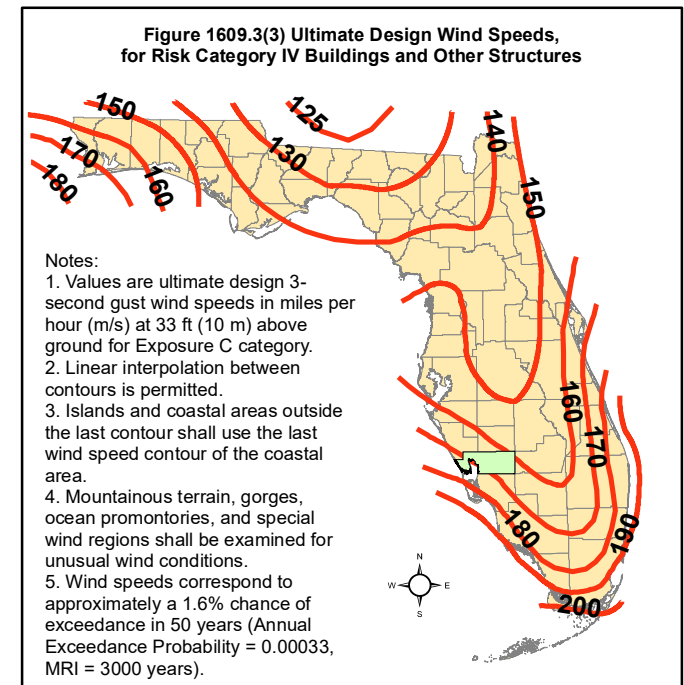 Figure 1609.3(3) Ultimate Design Wind Speeds,
for Risk Category IV Buildings and Other Structures
150
125
170
130
140
180
160
150
Notes:
1. Values are ultimate design 3-
second gust wind speeds in miles per
hour (m/s) at 33 ft (10 m) above
ground for Exposure C category.
2. Linear interpolation between
contours is permitted.
3. Islands and coastal areas outside
the last contour shall use the last
wind speed contour of the coastal
area.
4. Mountainous terrain, gorges,
ocean promontories, and special
wind regions shall be examined for
unusual wind conditions.
5. Wind speeds correspond to
approximately a 1.6% chance of
exceedance in 50 years (Annual
Exceedance Probability = 0.00033,
MRI = 3000 years).
160
170
180
190
200
N
W E
S